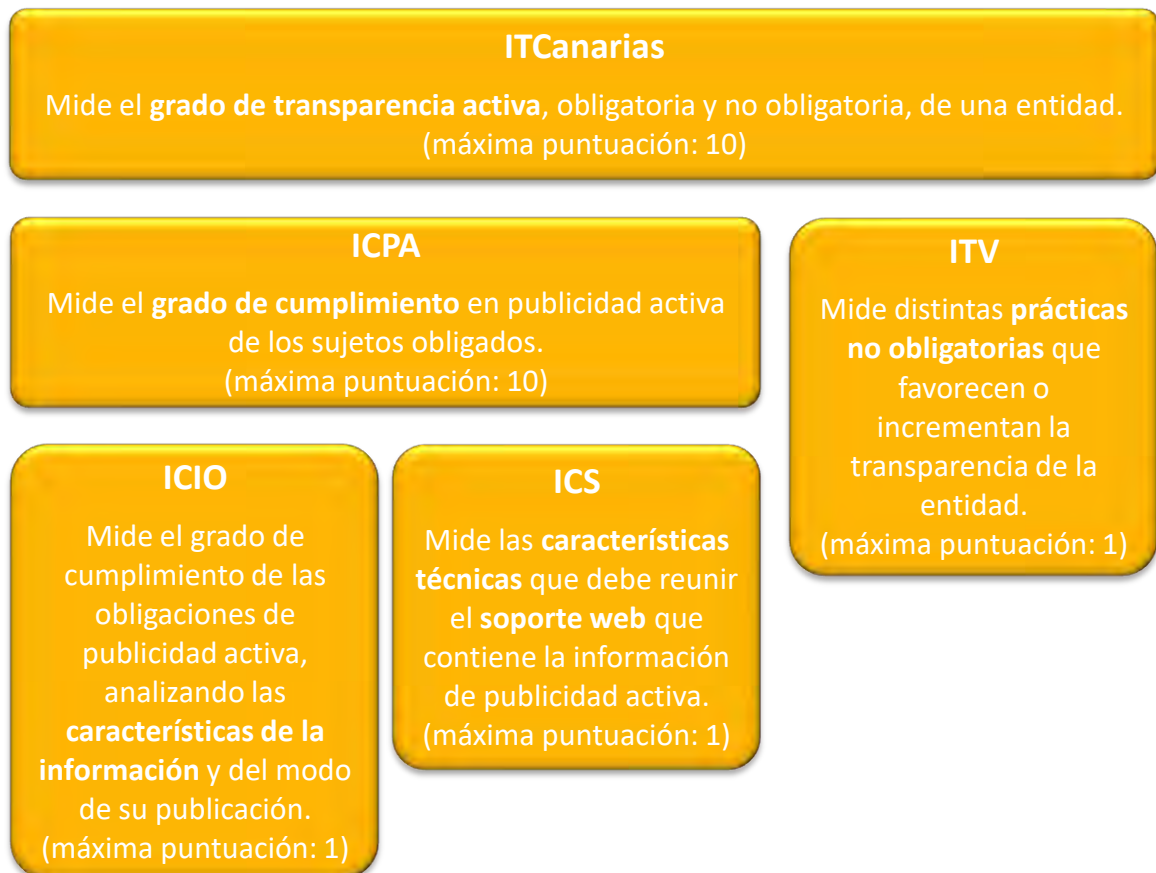 ITCanarias
Mide el grado de transparencia activa, obligatoria y no obligatoria, de una entidad.
(máxima puntuación: 10)
ICPA
Mide el grado de cumplimiento en publicidad activa
de los sujetos obligados.
(máxima puntuación: 10)
ITV
Mide distintas prácticas
no obligatorias que
favorecen o
incrementan la
transparencia de la
entidad.
(máxima puntuación: 1)
ICIO
Mide el grado de
cumplimiento de las
obligaciones de
publicidad activa,
analizando las
características de la
información y del modo
de su publicación.
(máxima puntuación: 1)
ICS
Mide las características
técnicas que debe reunir
el soporte web que
contiene la información
de publicidad activa.
(máxima puntuación: 1)